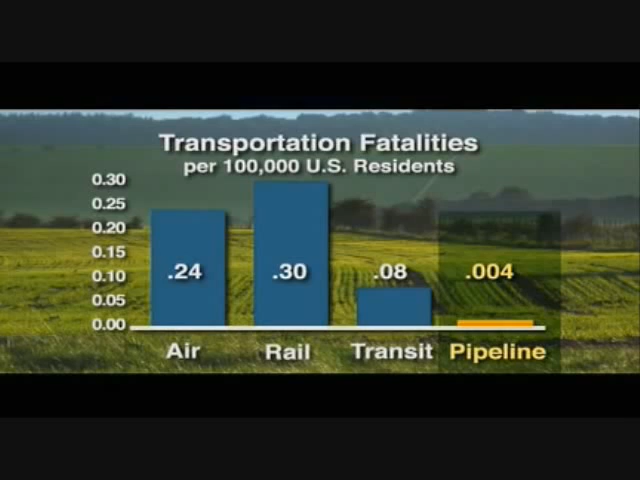 Transportation Fatalities
per 100,000 U.S. Residents
0.30
0.25
0.20
0.15
0.10
0.05
0.00
.24 .30 .08 .004
Air Rail Transit Pipeline